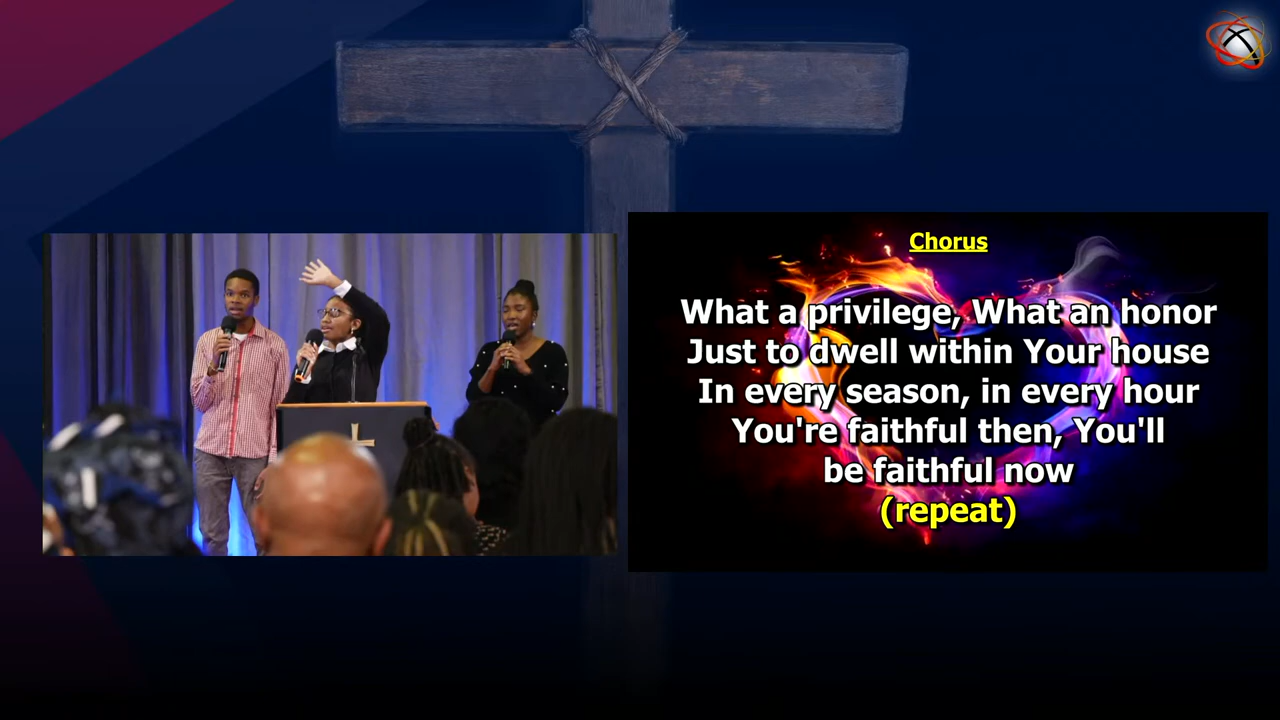 Chorus
What a privilege, What an honor
Just to dwell within Your house
In every season, in every hour
You're faithful then, You'll
be faithful now
(repeat)